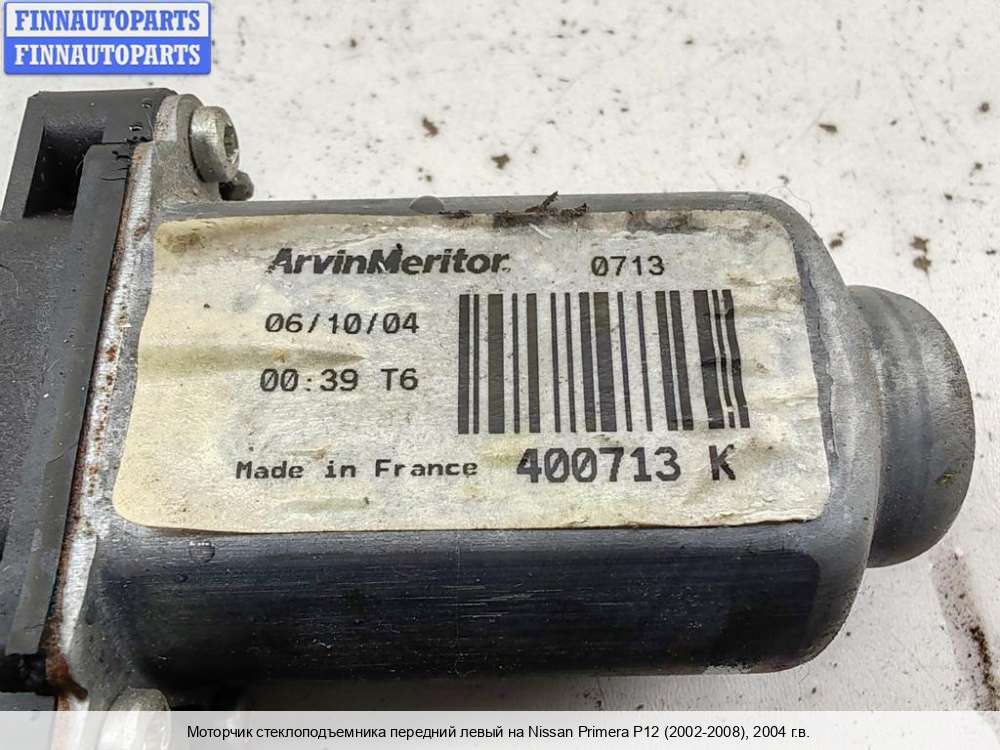 FINNAUTOPARTS
FINNAUTOPARTS
ArvinMeritor 0713
06/10/04
00:39 T6
Made in France 400713 K
Моторчик стеклоподъемника передний левый на Nissan Primera P12 (2002-2008), 2004 г.в.